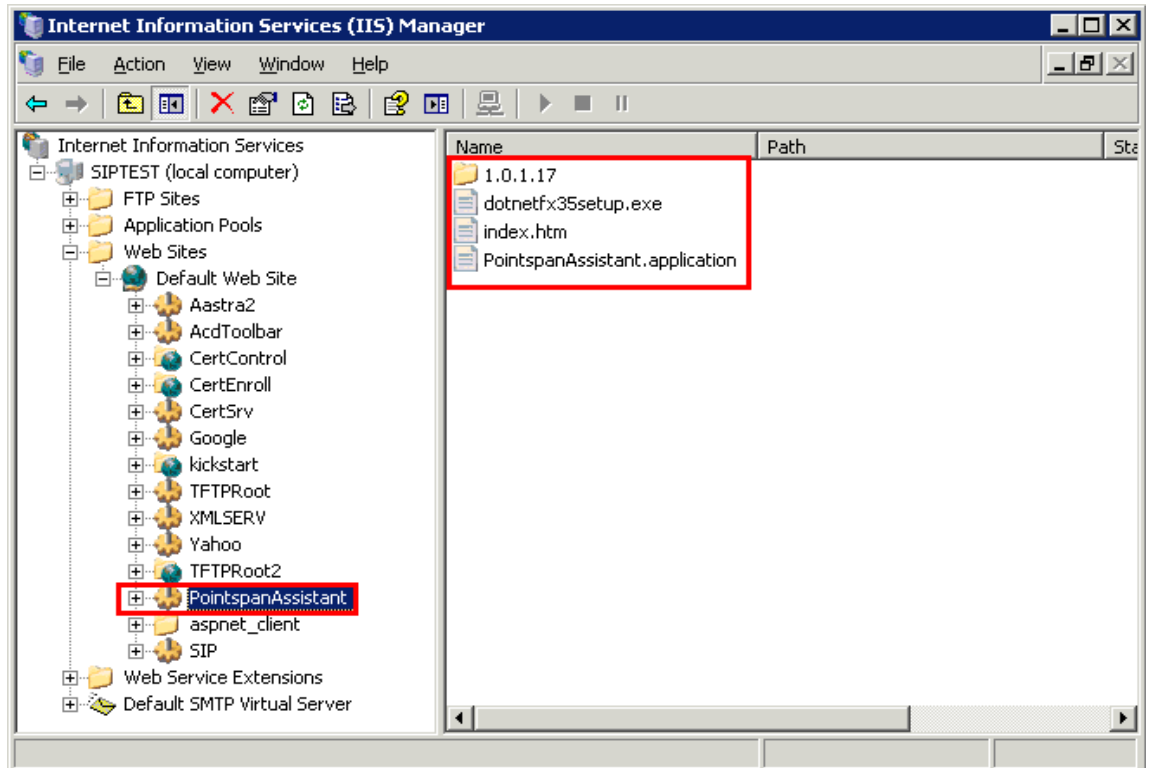 Internet Information Services (IIS) Manager
File Action View Window Help
Internet Information Services
SIPTEST (local computer)
FTP Sites
Application Pools
Web Sites
Default Web Site
Aastra2
AcdToolbar
CertControl
CertEnroll
CertSrv
Google
kickstart
TFTPRoot
XMLSERV
Yahoo
TFTPRoot2
PointspanAssistant
aspnet_client
SIP
Web Service Extensions
Default SMTP Virtual Server
Name Path Sta
1.0.1.17
dotnetfx35setup.exe
index.htm
PointspanAssistant.application